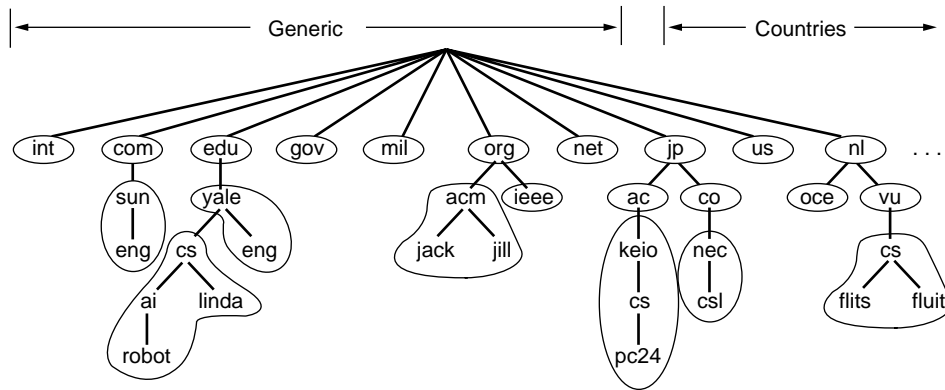 Generic Countries
int com edu gov mil org net jp us nl . . .
sun yale acm ieee ac co oce vu
eng eng jack jill keio nec cs
cs
ai linda cs csl flits fluit
robot pc24